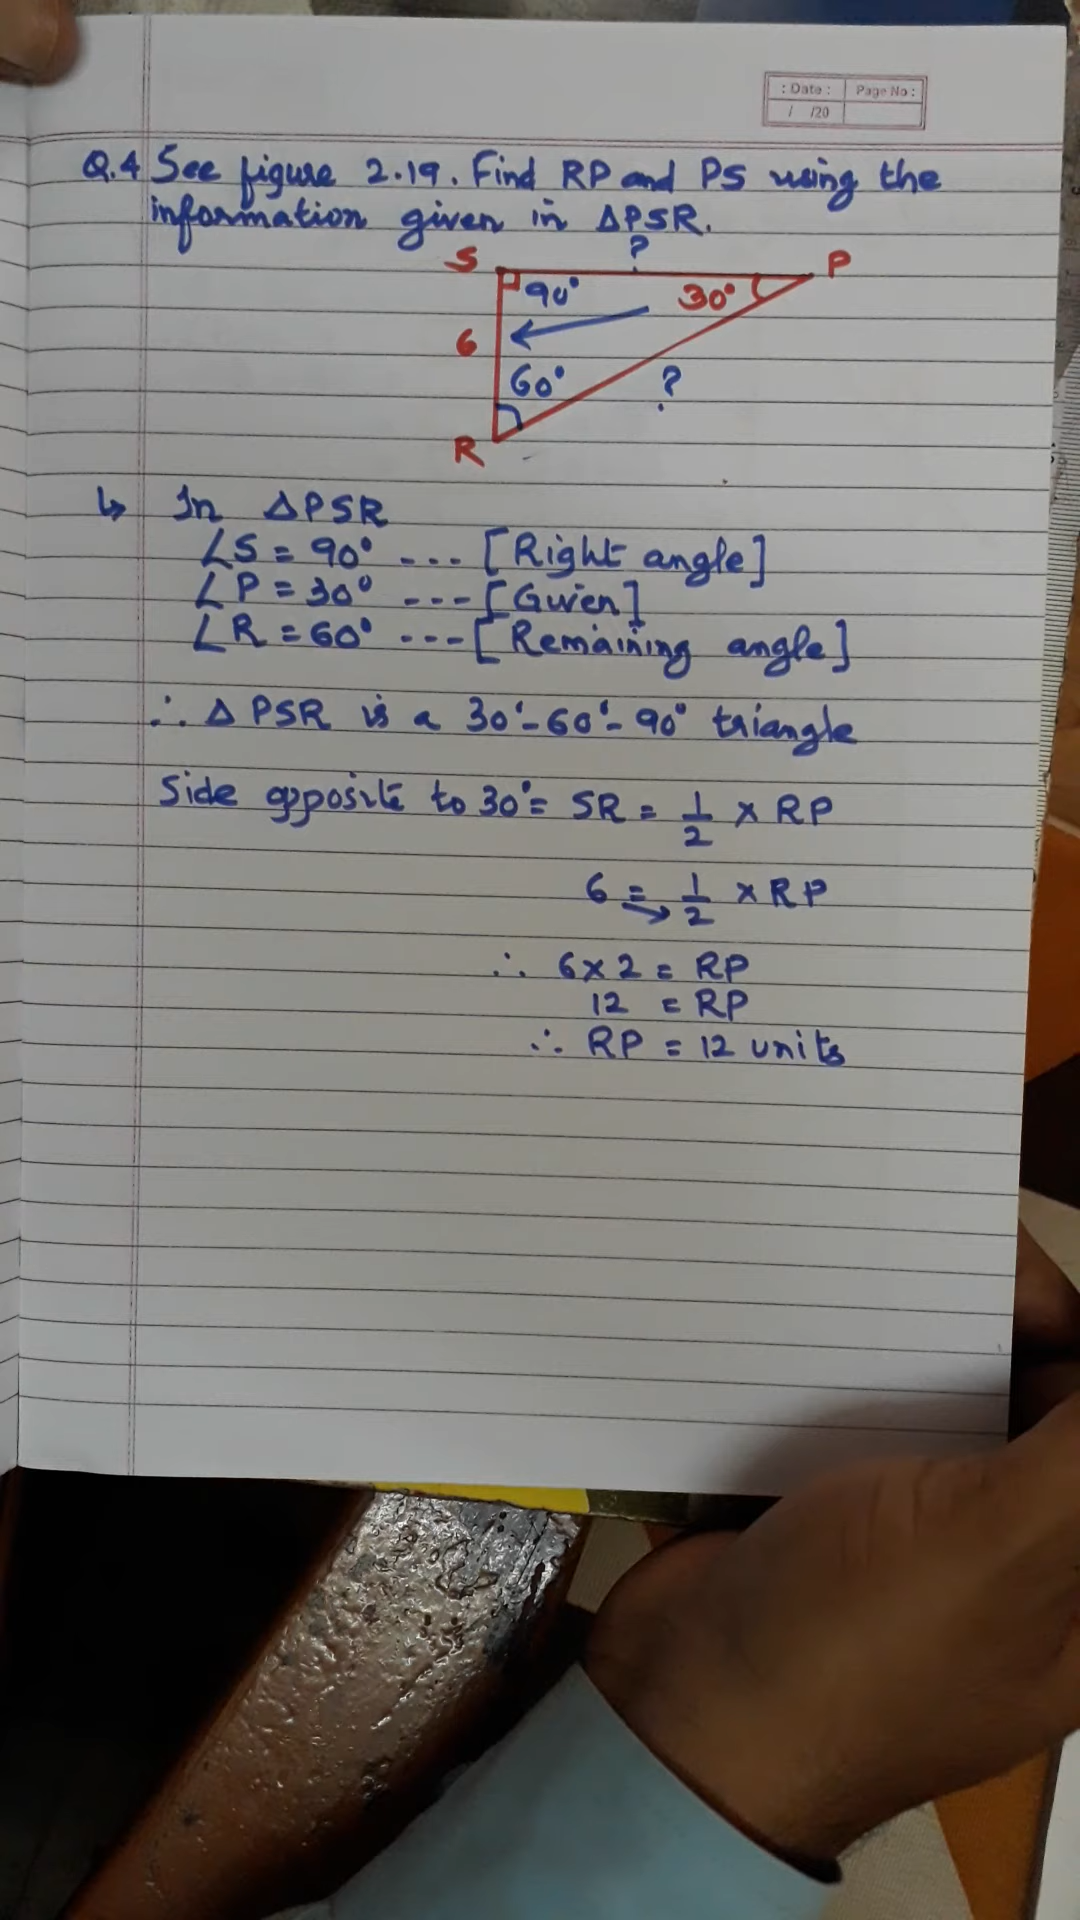 : Date : Page No :
/ /20
Q.4 See figure 2.19. Find RP and PS using the
information given in ΔPSR.
?
S P
90° 30°
6
60° ?
R
↳ In ΔPSR
∠S = 90° --- [Right angle]
∠P = 30° --- [Given]
∠R = 60° --- [Remaining angle]
∴ Δ PSR is a 30°-60°-90° triangle
Side opposite to 30° = SR = 1/2 × RP
6 = 1/2 × RP
∴ 6 × 2 = RP
12 = RP
∴ RP = 12 units